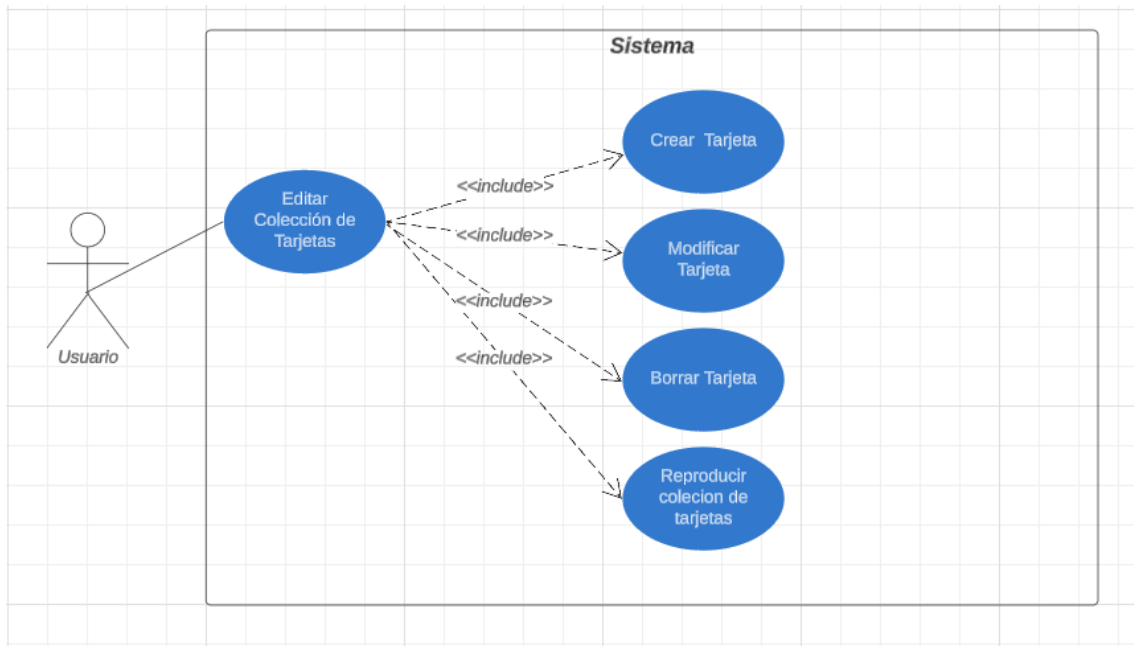 Sistema
Crear Tarjeta
<<include>>
Editar
Colección de
Tarjetas
<<include>>
Modificar
Tarjeta
<<include>>
Usuario
<<include>>
Borrar Tarjeta
Reproducir
colecion de
tarjetas